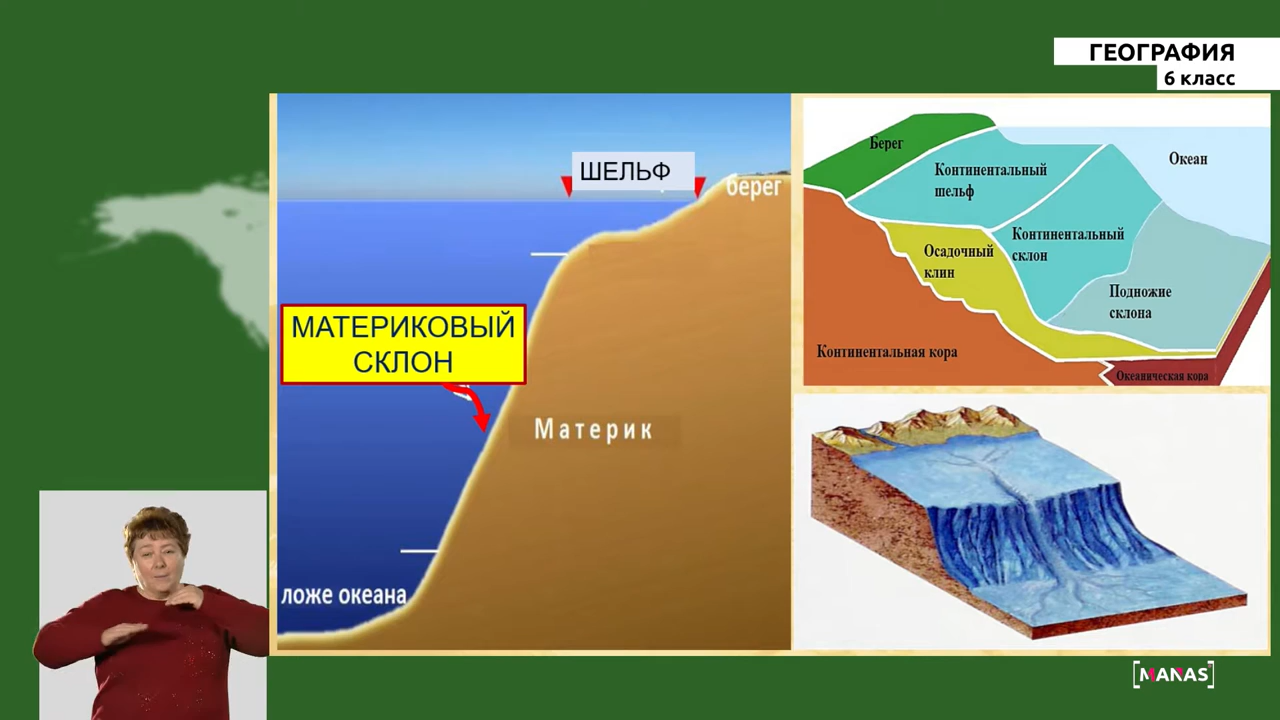 ГЕОГРАФИЯ
6 класс
ШЕЛЬФ
берег
МАТЕРИКОВЫЙ
СКЛОН
Материк
ложе океана
Берег
Океан
Континентальный
шельф
Континентальный
склон
Осадочный
клин
Подножие
склона
Континентальная кора
Океаническая кора
[MANAS]